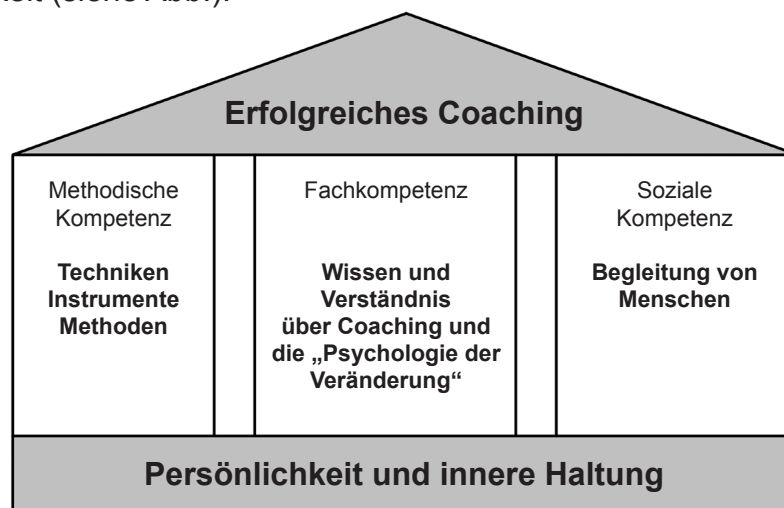 Erfolgreiches Coaching
Methodische
Kompetenz
Techniken
Instrumente
Methoden
Fachkompetenz
Wissen und
Verständnis
über Coaching und
die „Psychologie der
Veränderung“
Soziale
Kompetenz
Begleitung von
Menschen
Persönlichkeit und innere Haltung